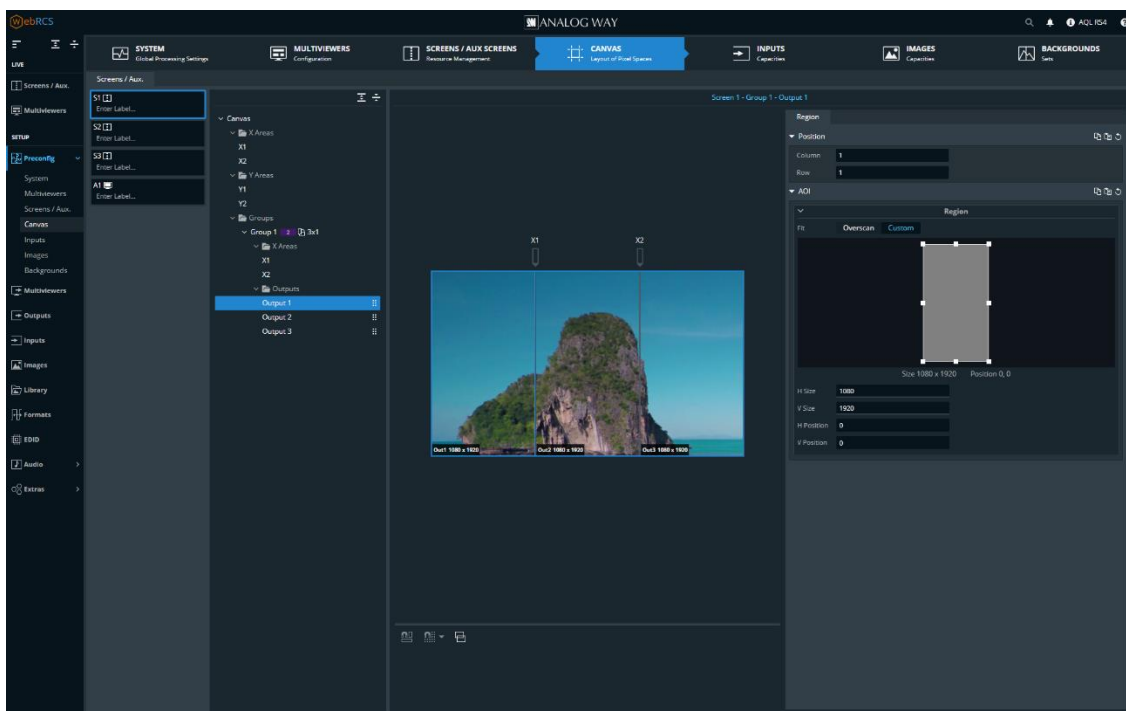 WebRCS
ANALOG WAY
AQL RS4
LIVE
Screens / Aux.
Multiviewers
SETUP
Preconfig
System
Multiviewers
Screens / Aux.
Canvas
Inputs
Images
Backgrounds
Multiviewers
Outputs
Inputs
Images
Library
Formats
EDID
Audio
Extras
SYSTEM
Global Processing Settings
MULTIVIEWERS
Configuration
SCREENS / AUX SCREENS
Resource Management
CANVAS
Layout of Pixel Spaces
INPUTS
Capacities
IMAGES
Capacities
BACKGROUNDS
Sets
Screens / Aux.
S1
Enter Label...
S2
Enter Label...
S3
Enter Label...
A1
Enter Label...
Canvas
X Areas
X1
X2
Y Areas
Y1
Y2
Groups
Group 1 2 3x1
X Areas
X1
X2
Outputs
Output 1
Output 2
Output 3
Screen 1 - Group 1 - Output 1
X1 X2
Out1 1080 x 1920 Out2 1080 x 1920 Out3 1080 x 1920
Region
Position
Column 1
Row 1
AOI
Region
Fit Overscan Custom
Size 1080 x 1920 Position 0, 0
H Size 1080
V Size 1920
H Position 0
V Position 0